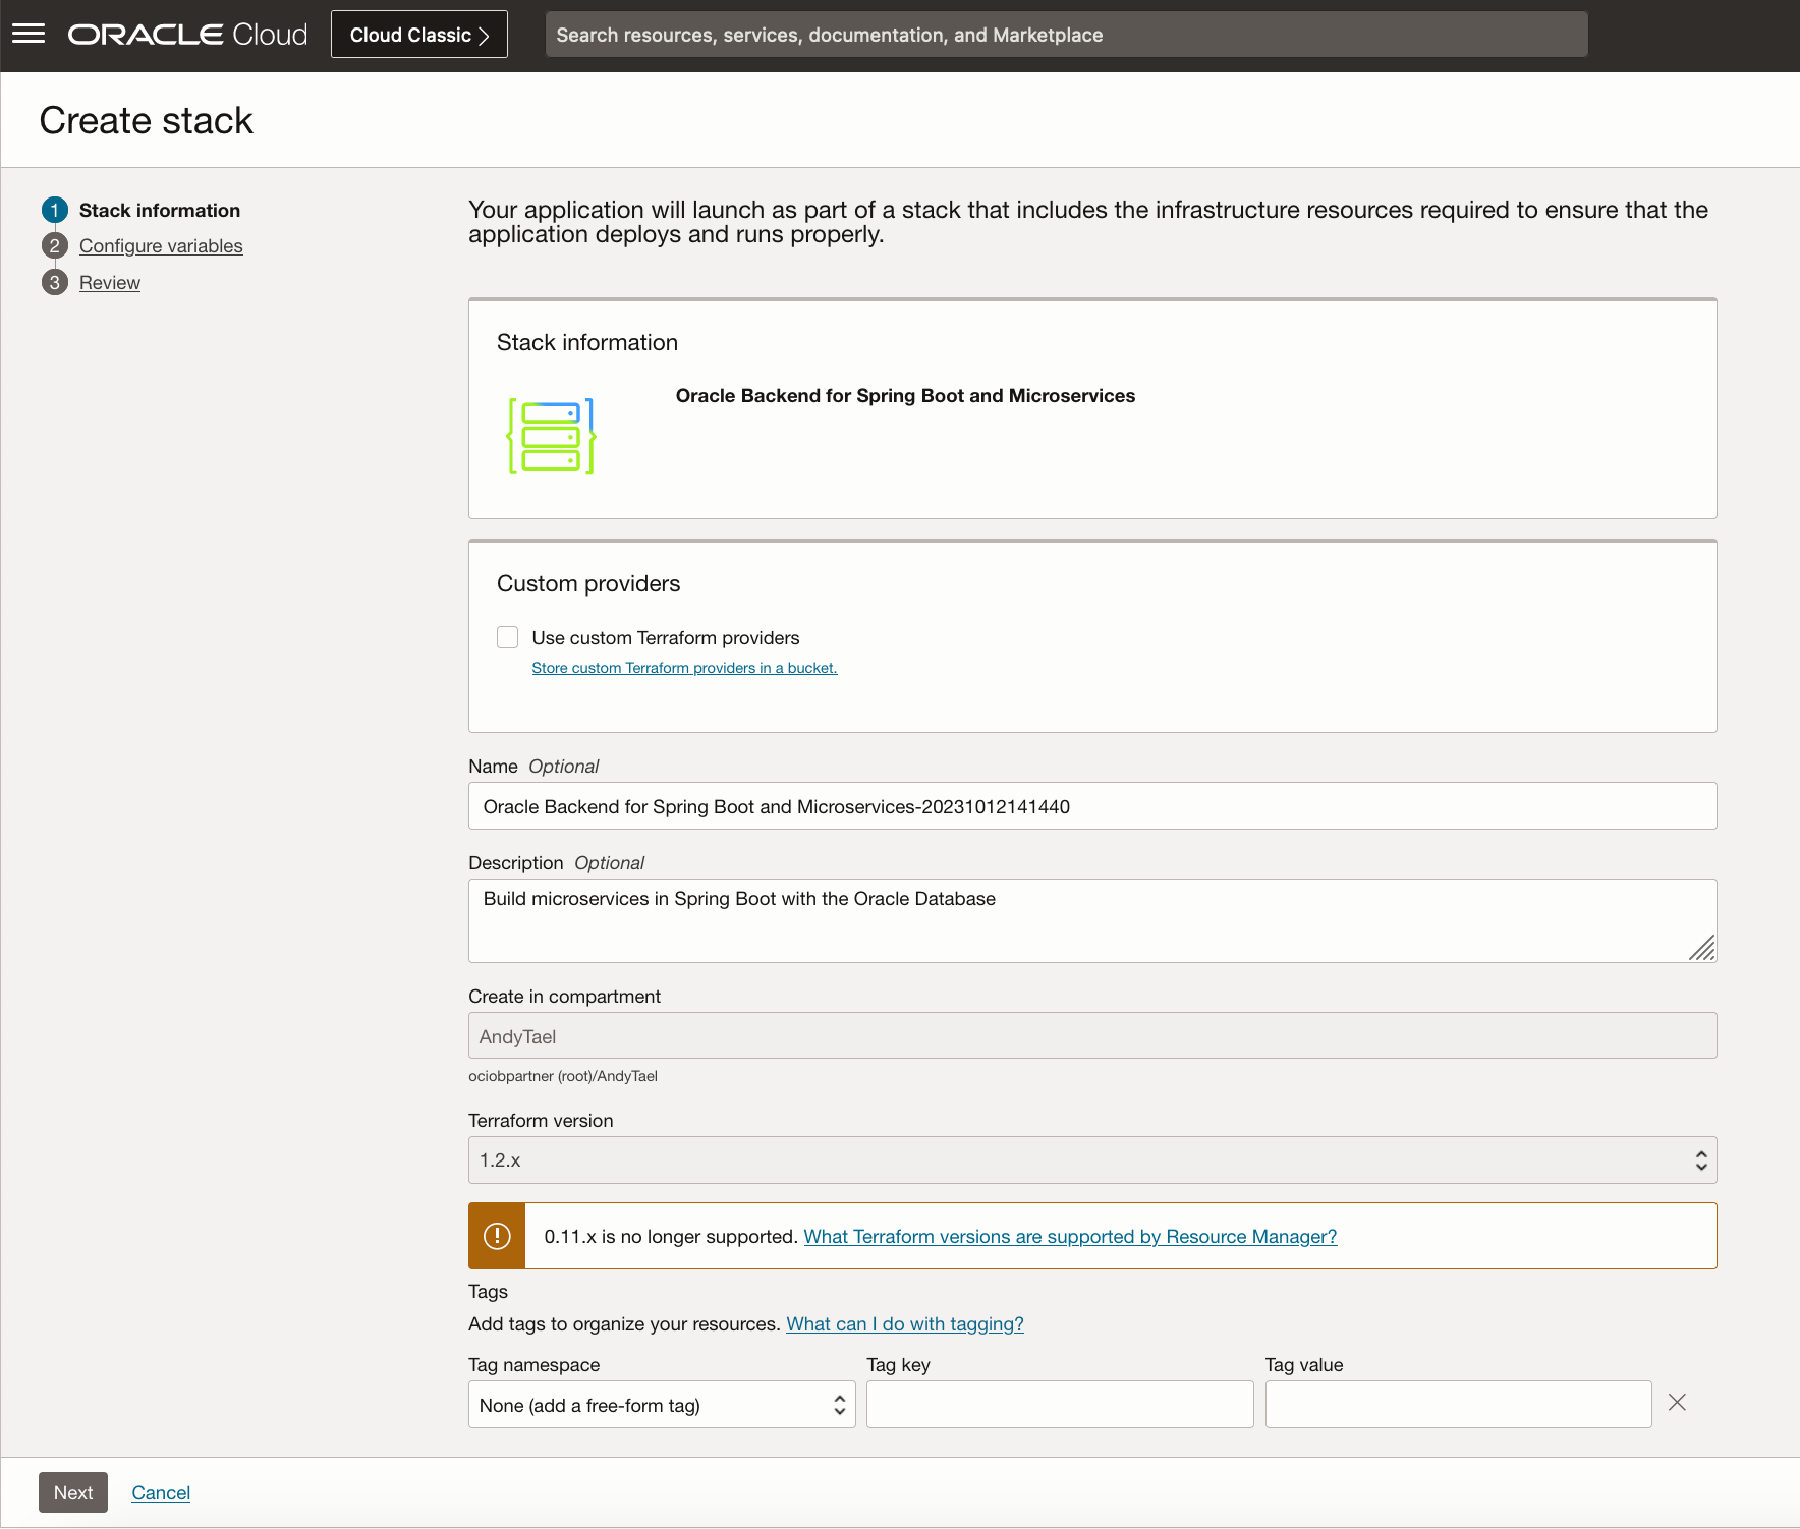 ORACLE Cloud
Cloud Classic
Search resources, services, documentation, and Marketplace
Create stack
1 Stack information
2 Configure variables
3 Review
Your application will launch as part of a stack that includes the infrastructure resources required to ensure that the
application deploys and runs properly.
Stack information
Oracle Backend for Spring Boot and Microservices
Custom providers
Use custom Terraform providers
Store custom Terraform providers in a bucket.
Name Optional
Oracle Backend for Spring Boot and Microservices-20231012141440
Description Optional
Build microservices in Spring Boot with the Oracle Database
Create in compartment
AndyTael
ociobpartner (root)/AndyTael
Terraform version
1.2.x
0.11.x is no longer supported. What Terraform versions are supported by Resource Manager?
Tags
Add tags to organize your resources. What can I do with tagging?
Tag namespace
Tag key
Tag value
None (add a free-form tag)
Next
Cancel